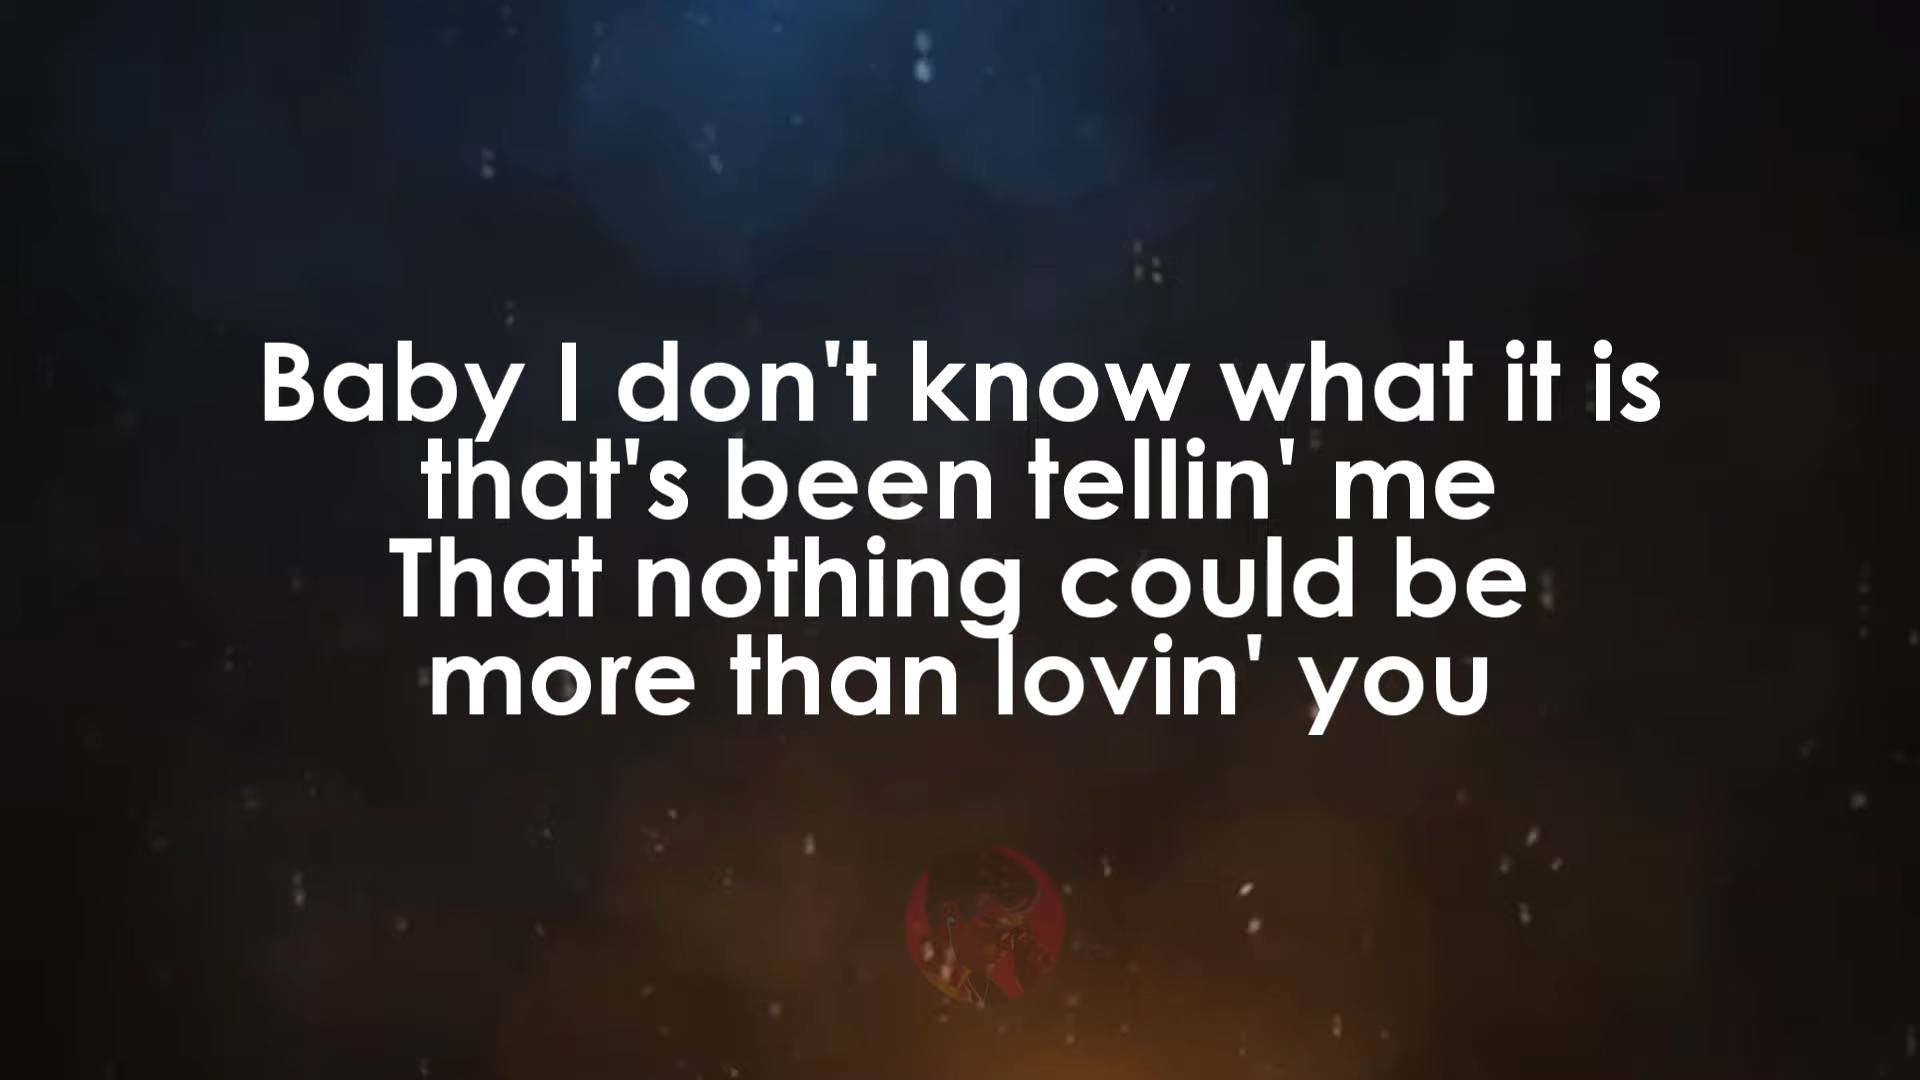 Baby I don't know what it is
that's been tellin' me
That nothing could be
more than lovin' you